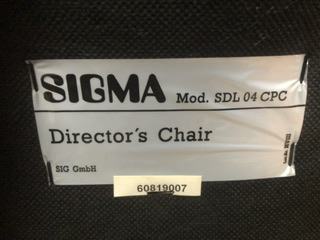 SIGMA Mod. SDL 04 CPC
Director´s Chair
SIG GmbH
60819007